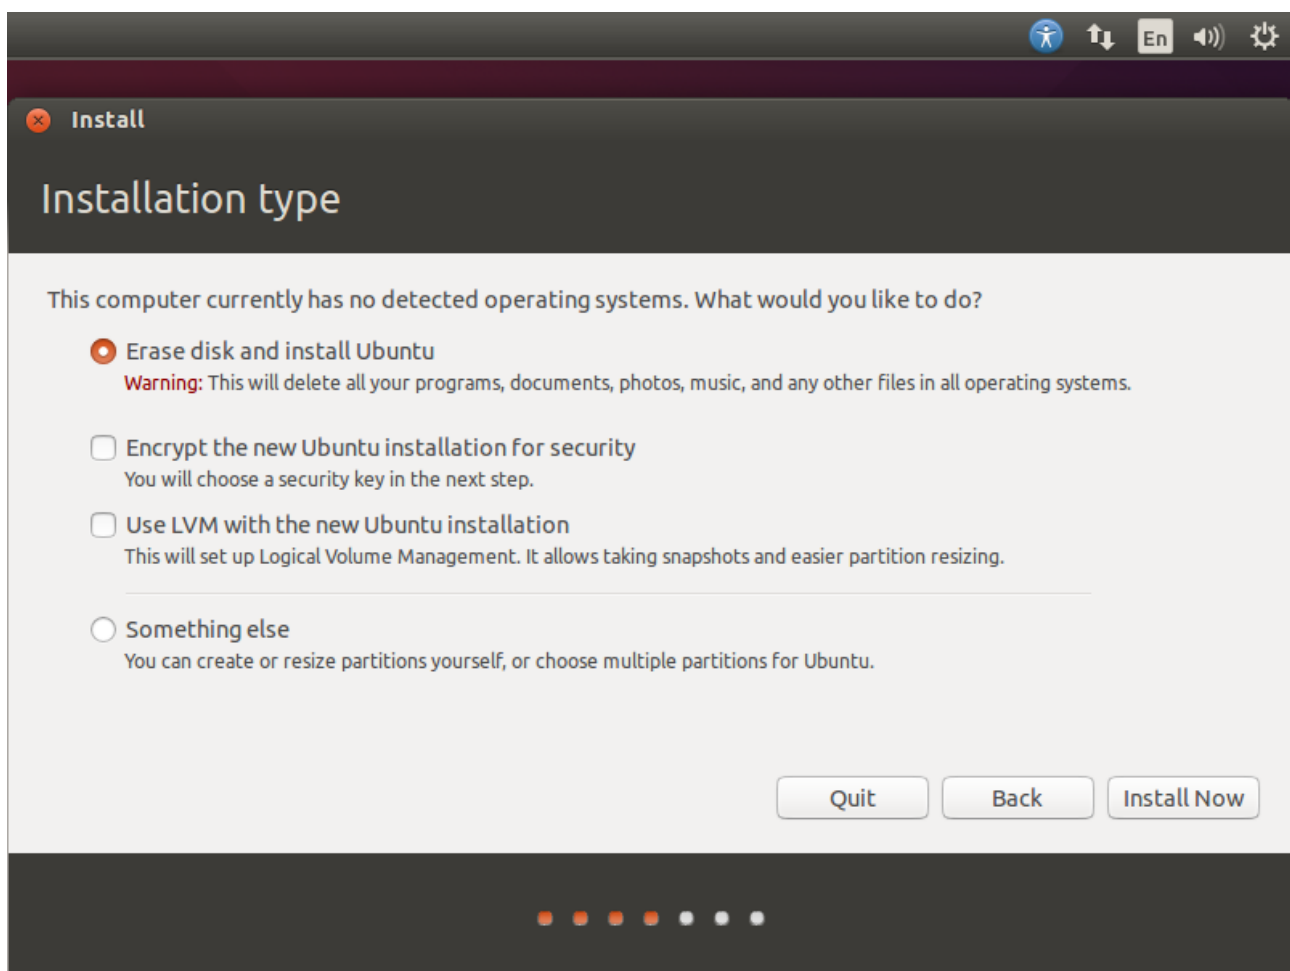 En
Install
Installation type
This computer currently has no detected operating systems. What would you like to do?
Erase disk and install Ubuntu
Warning: This will delete all your programs, documents, photos, music, and any other files in all operating systems.
Encrypt the new Ubuntu installation for security
You will choose a security key in the next step.
Use LVM with the new Ubuntu installation
This will set up Logical Volume Management. It allows taking snapshots and easier partition resizing.
Something else
You can create or resize partitions yourself, or choose multiple partitions for Ubuntu.
Quit Back Install Now